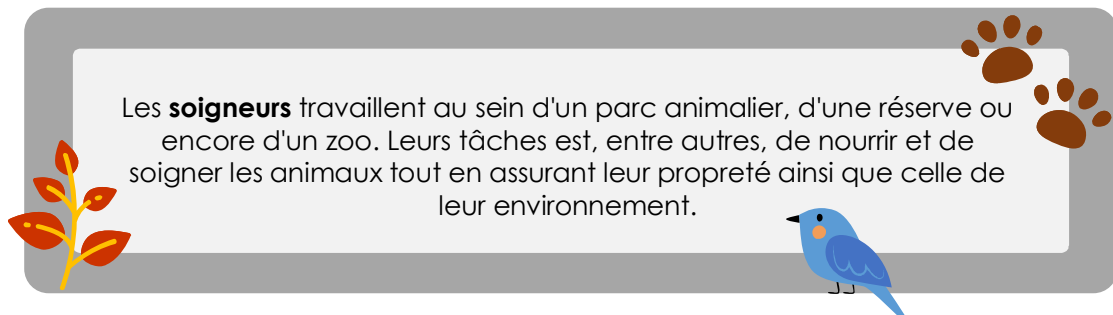 Les soigneurs travaillent au sein d'un parc animalier, d'une réserve ou
encore d'un zoo. Leurs tâches est, entre autres, de nourrir et de
soigner les animaux tout en assurant leur propreté ainsi que celle de
leur environnement.